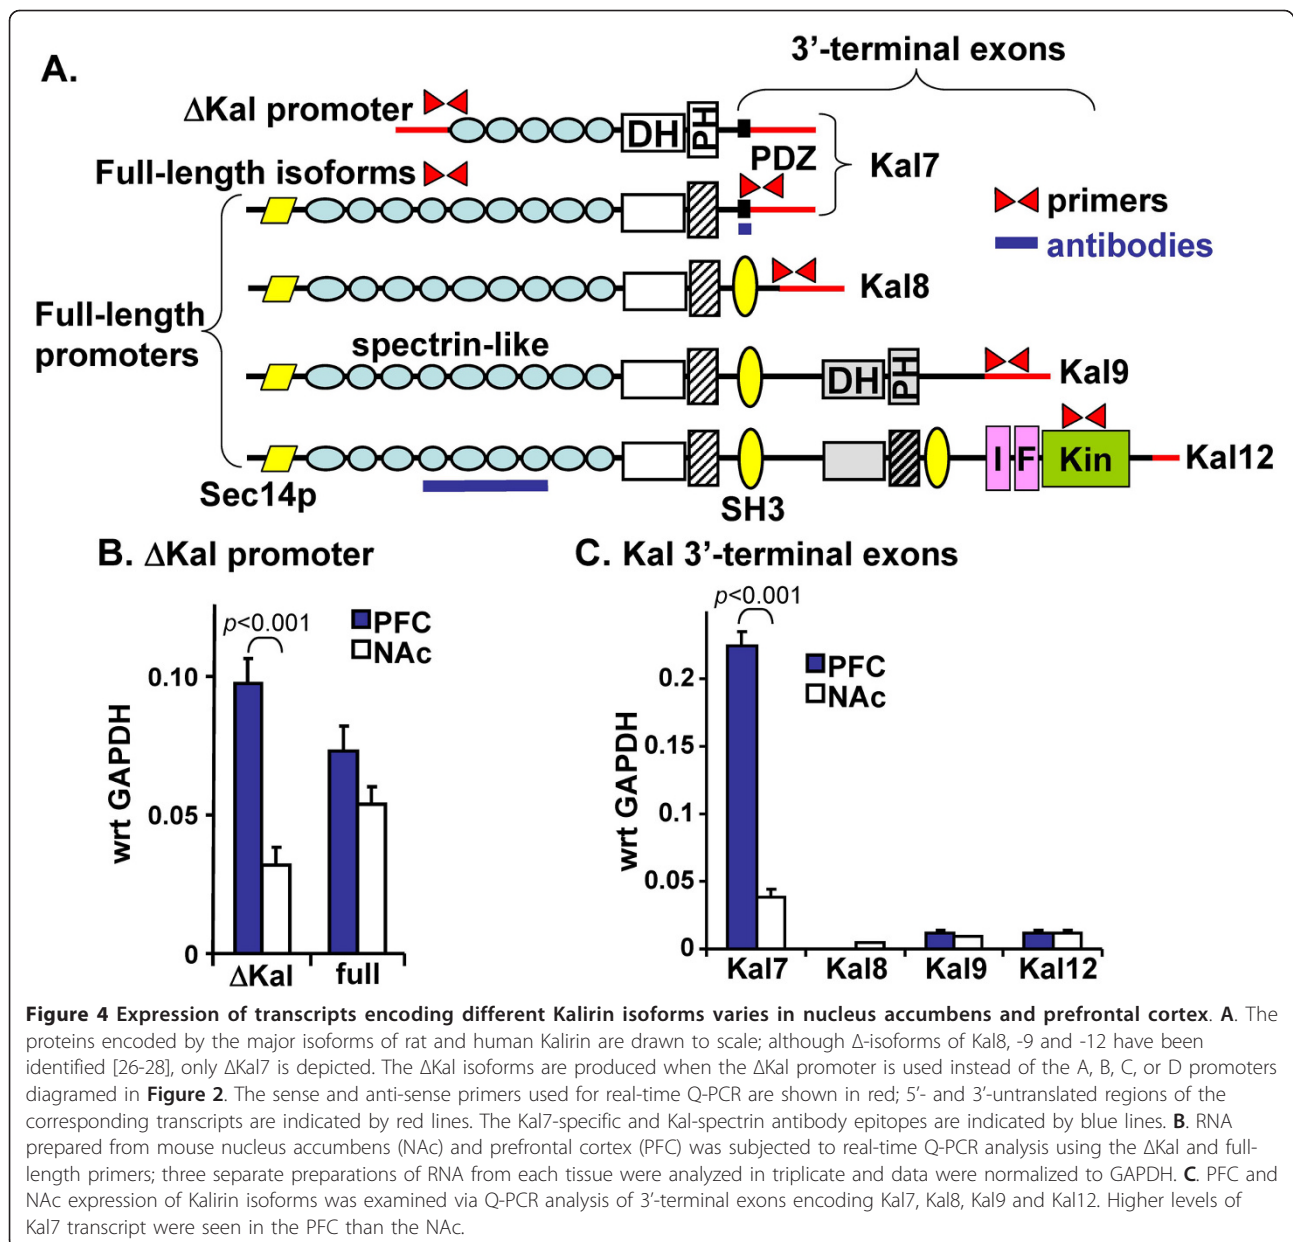 A.
3’-terminal exons
ΔKal promoter
DH
PH
PDZ
Kal7
Full-length isoforms
primers
antibodies
Kal8
Full-length
promoters
spectrin-like
DH
PH
Kal9
I
F
Kin
Kal12
Sec14p
SH3
B. ΔKal promoter
p<0.001
PFC
NAc
0.10
0.05
0
wrt GAPDH
ΔKal
full
C. Kal 3’-terminal exons
p<0.001
PFC
NAc
0.2
0.15
0.1
0.05
0
wrt GAPDH
Kal7
Kal8
Kal9
Kal12
Figure 4 Expression of transcripts encoding different Kalirin isoforms varies in nucleus accumbens and prefrontal cortex. A. The
proteins encoded by the major isoforms of rat and human Kalirin are drawn to scale; although Δ-isoforms of Kal8, -9 and -12 have been
identified [26-28], only ΔKal7 is depicted. The ΔKal isoforms are produced when the ΔKal promoter is used instead of the A, B, C, or D promoters
diagramed in Figure 2. The sense and anti-sense primers used for real-time Q-PCR are shown in red; 5’- and 3’-untranslated regions of the
corresponding transcripts are indicated by red lines. The Kal7-specific and Kal-spectrin antibody epitopes are indicated by blue lines. B. RNA
prepared from mouse nucleus accumbens (NAc) and prefrontal cortex (PFC) was subjected to real-time Q-PCR analysis using the ΔKal and full-
length primers; three separate preparations of RNA from each tissue were analyzed in triplicate and data were normalized to GAPDH. C. PFC and
NAc expression of Kalirin isoforms was examined via Q-PCR analysis of 3’-terminal exons encoding Kal7, Kal8, Kal9 and Kal12. Higher levels of
Kal7 transcript were seen in the PFC than the NAc.